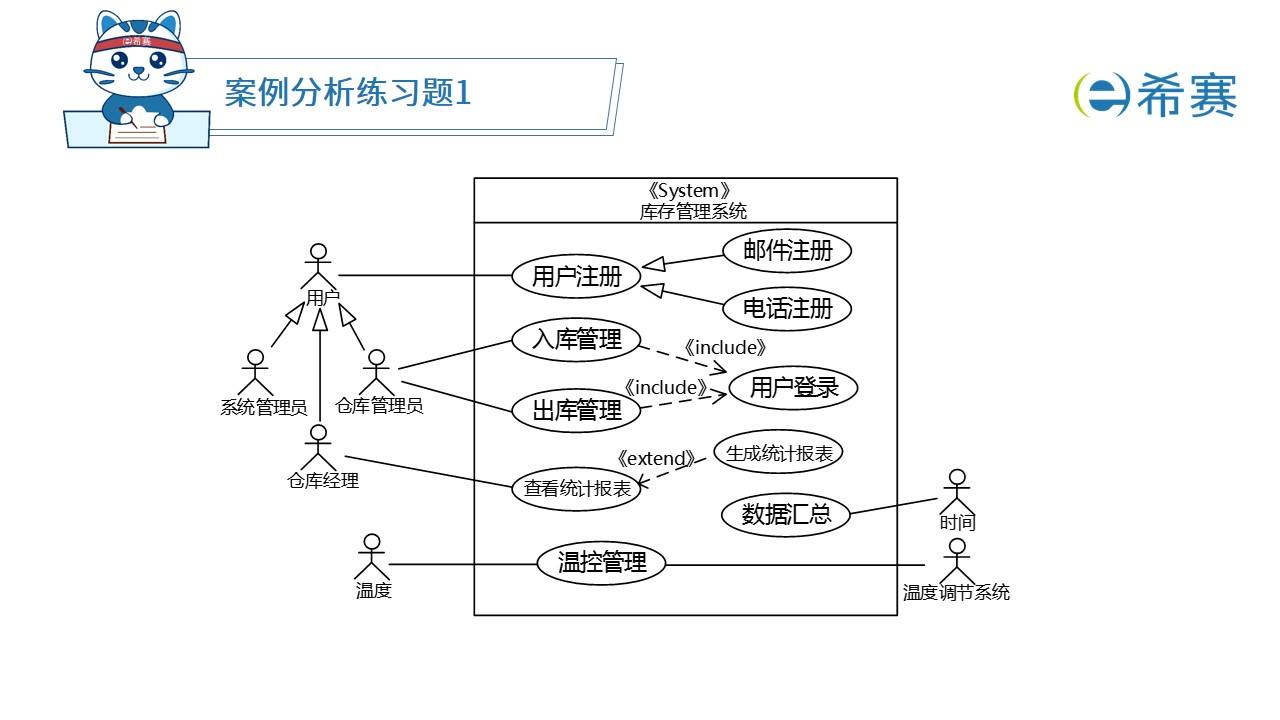 希赛
案例分析练习题1
希赛
《System》
库存管理系统
邮件注册
用户注册
用户
电话注册
入库管理
《include》
《include》
用户登录
系统管理员
仓库管理员
出库管理
《extend》
生成统计报表
仓库经理
查看统计报表
数据汇总
时间
温控管理
温度
温度调节系统